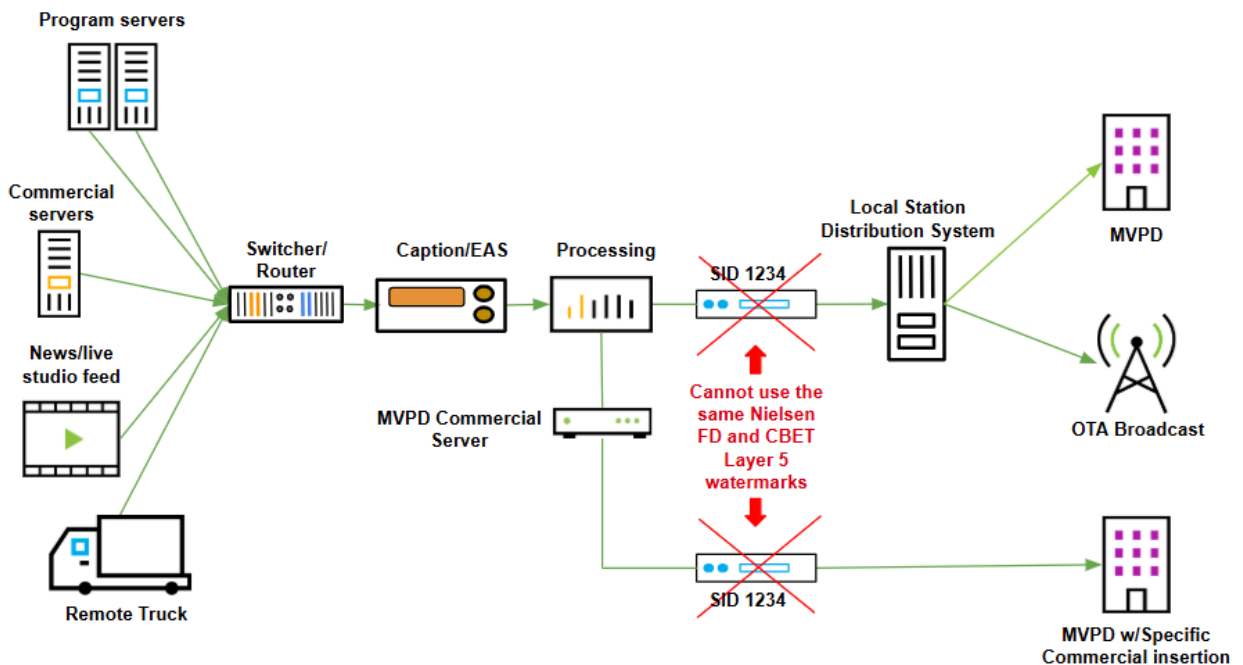 Program servers
Commercial
servers
Switcher/
Router
Caption/EAS
Processing
SID 1234
Local Station
Distribution System
MVPD
News/live
studio feed
MVPD Commercial
Server
Cannot use the
same Nielsen
FD and CBET
Layer 5
watermarks
OTA Broadcast
Remote Truck
SID 1234
MVPD w/Specific
Commercial insertion